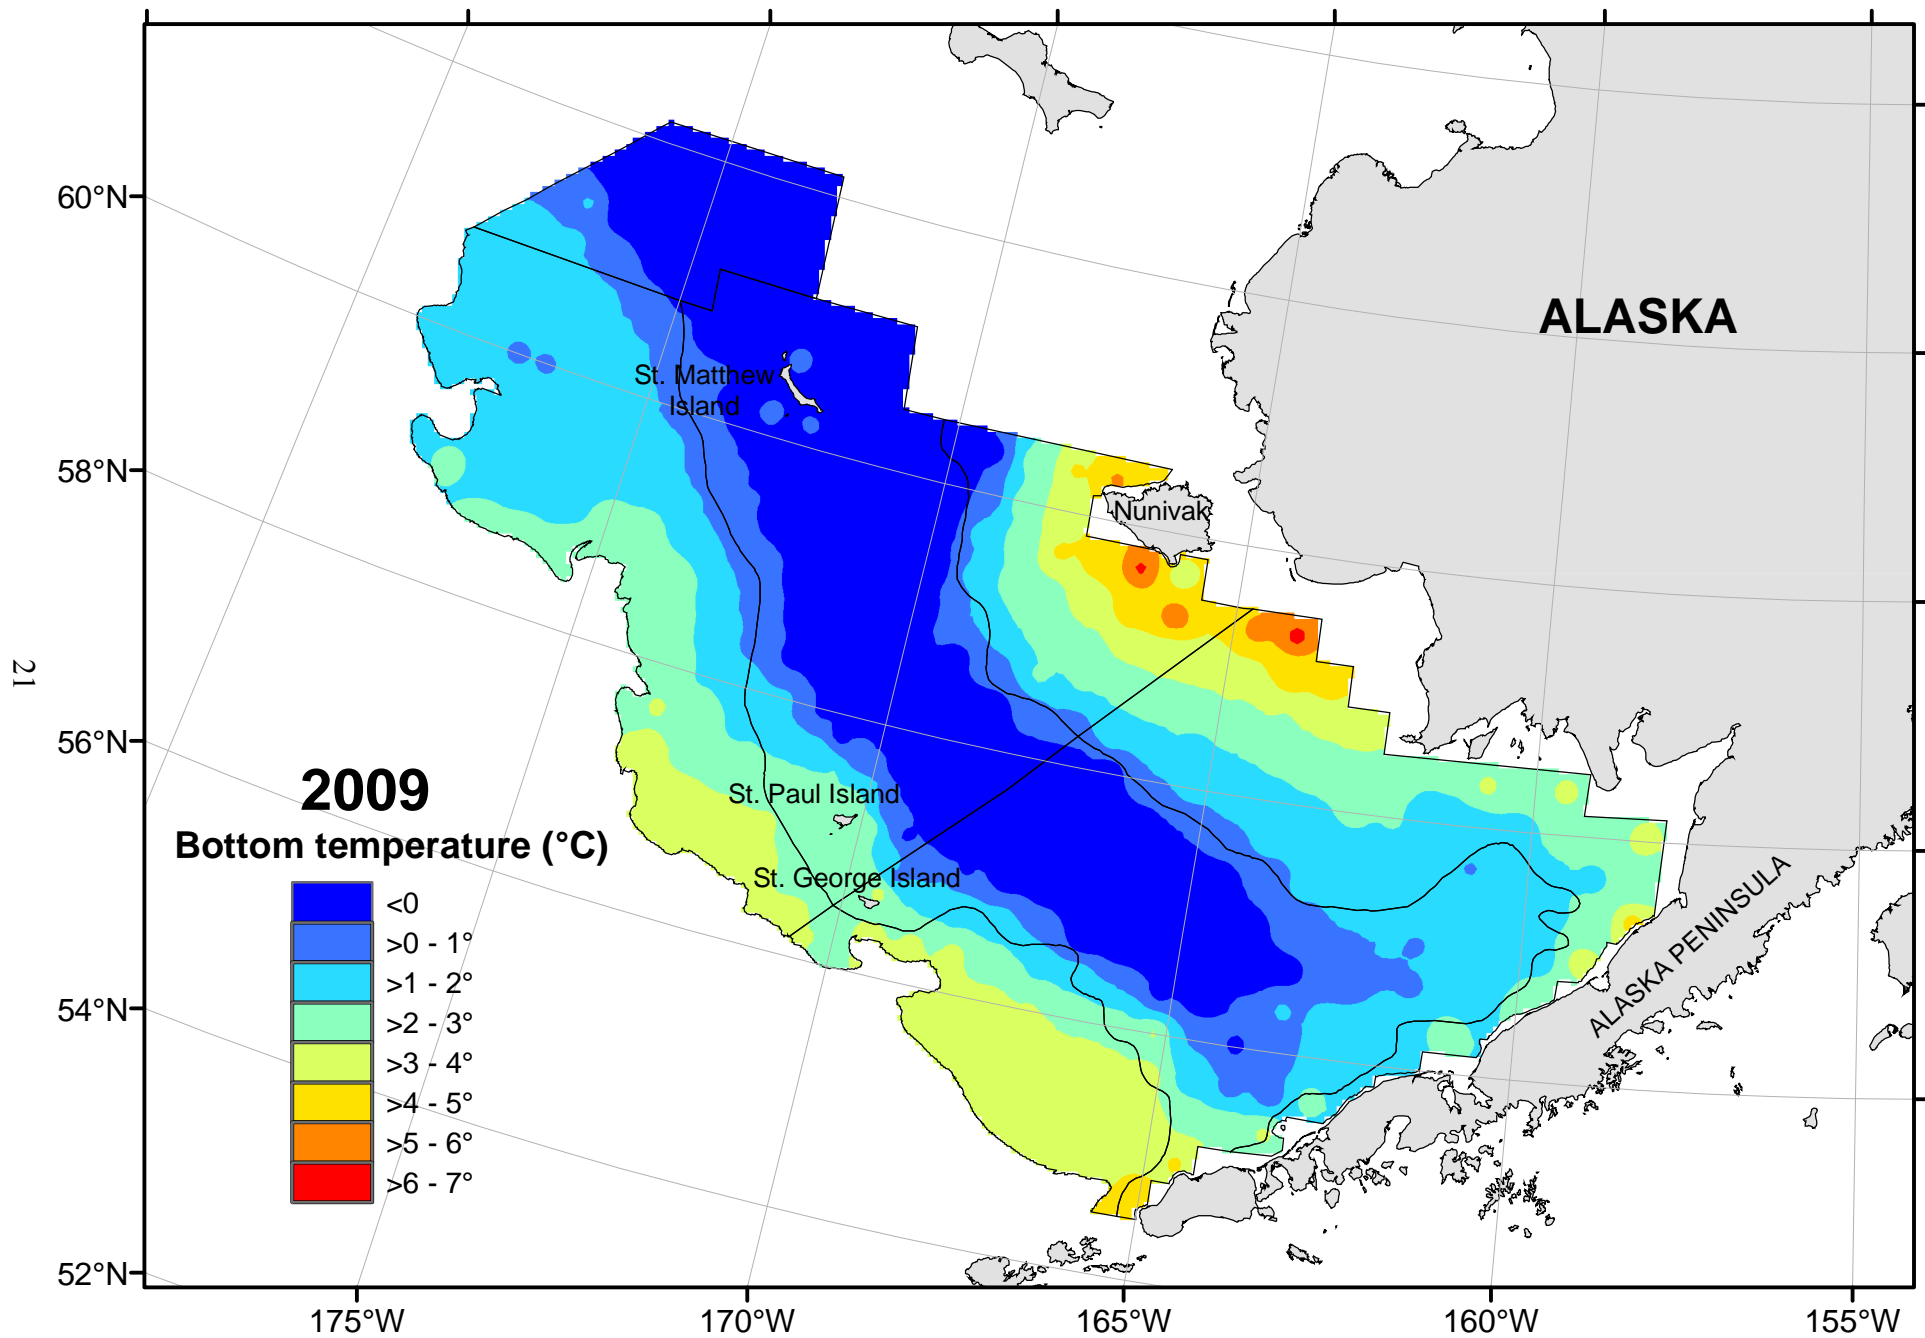 60°N
58°N
56°N
54°N
52°N
175°W
170°W
165°W
160°W
155°W
ALASKA
St. Matthew
Island
Nunivak
St. Paul Island
St. George Island
ALASKA PENINSULA
2009
Bottom temperature (°C)
<0
>0 - 1°
>1 - 2°
>2 - 3°
>3 - 4°
>4 - 5°
>5 - 6°
>6 - 7°
21